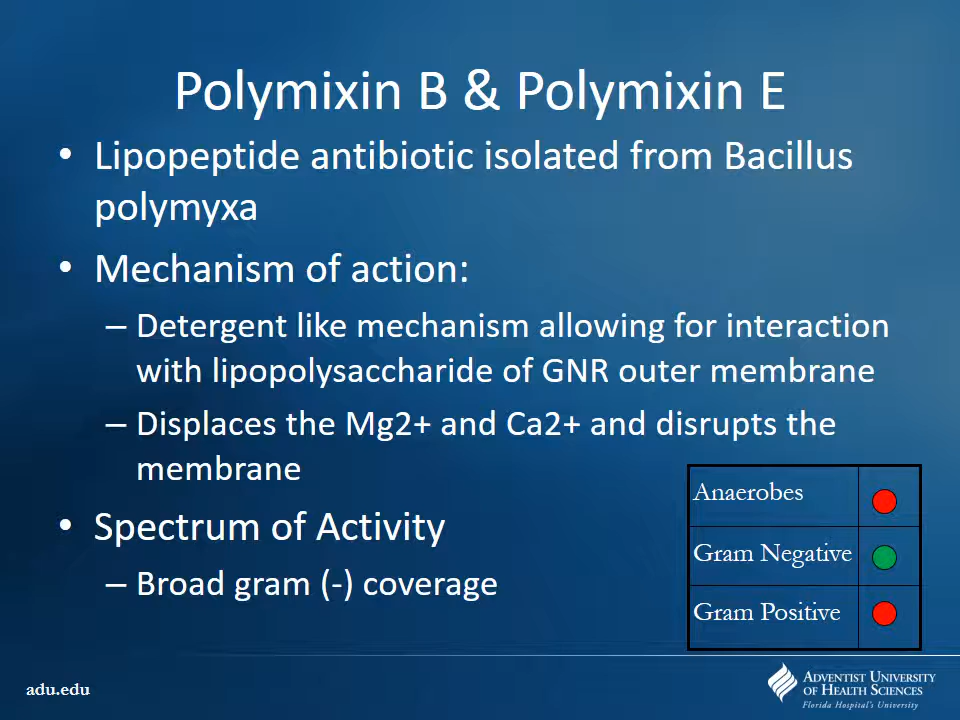 Polymixin B & Polymixin E
• Lipopeptide antibiotic isolated from Bacillus
polymyxa
• Mechanism of action:
– Detergent like mechanism allowing for interaction
with lipopolysaccharide of GNR outer membrane
– Displaces the Mg2+ and Ca2+ and disrupts the
membrane
• Spectrum of Activity
– Broad gram (-) coverage
Anaerobes
Gram Negative
Gram Positive
adu.edu
Adventist University
of Health Sciences
Florida Hospital's University